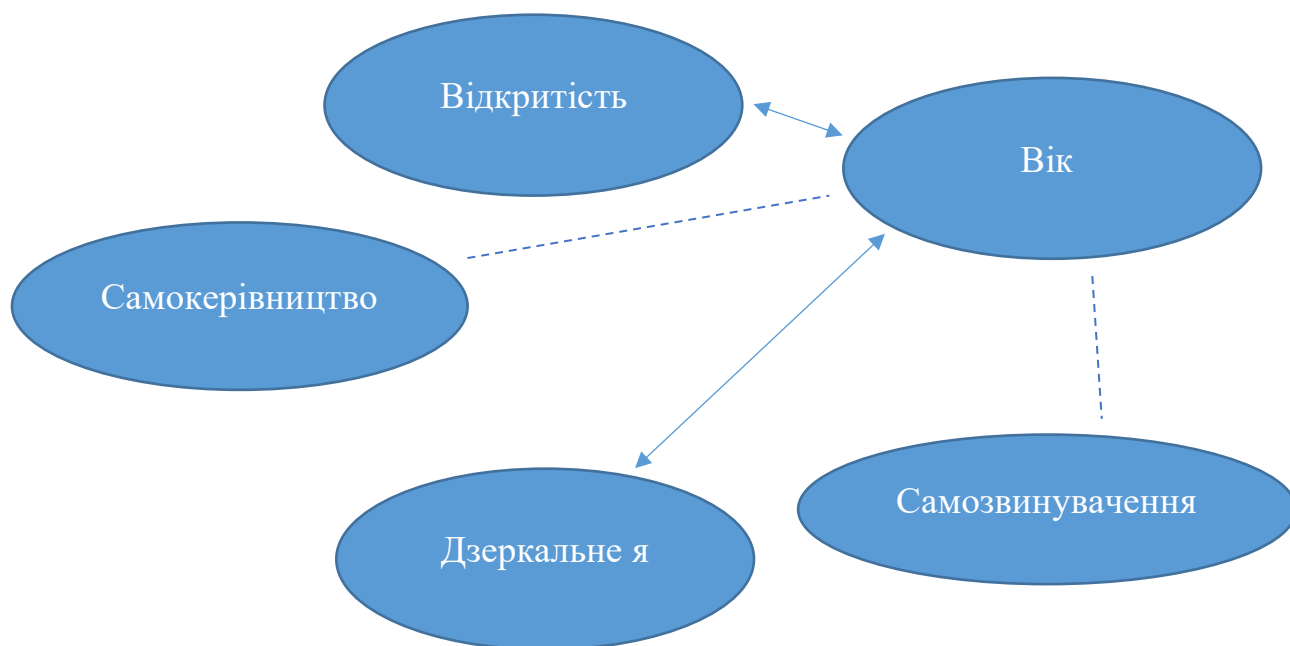 Відкритість
Вік
Самокерівництво
Самозвинувачення
Дзеркальне я